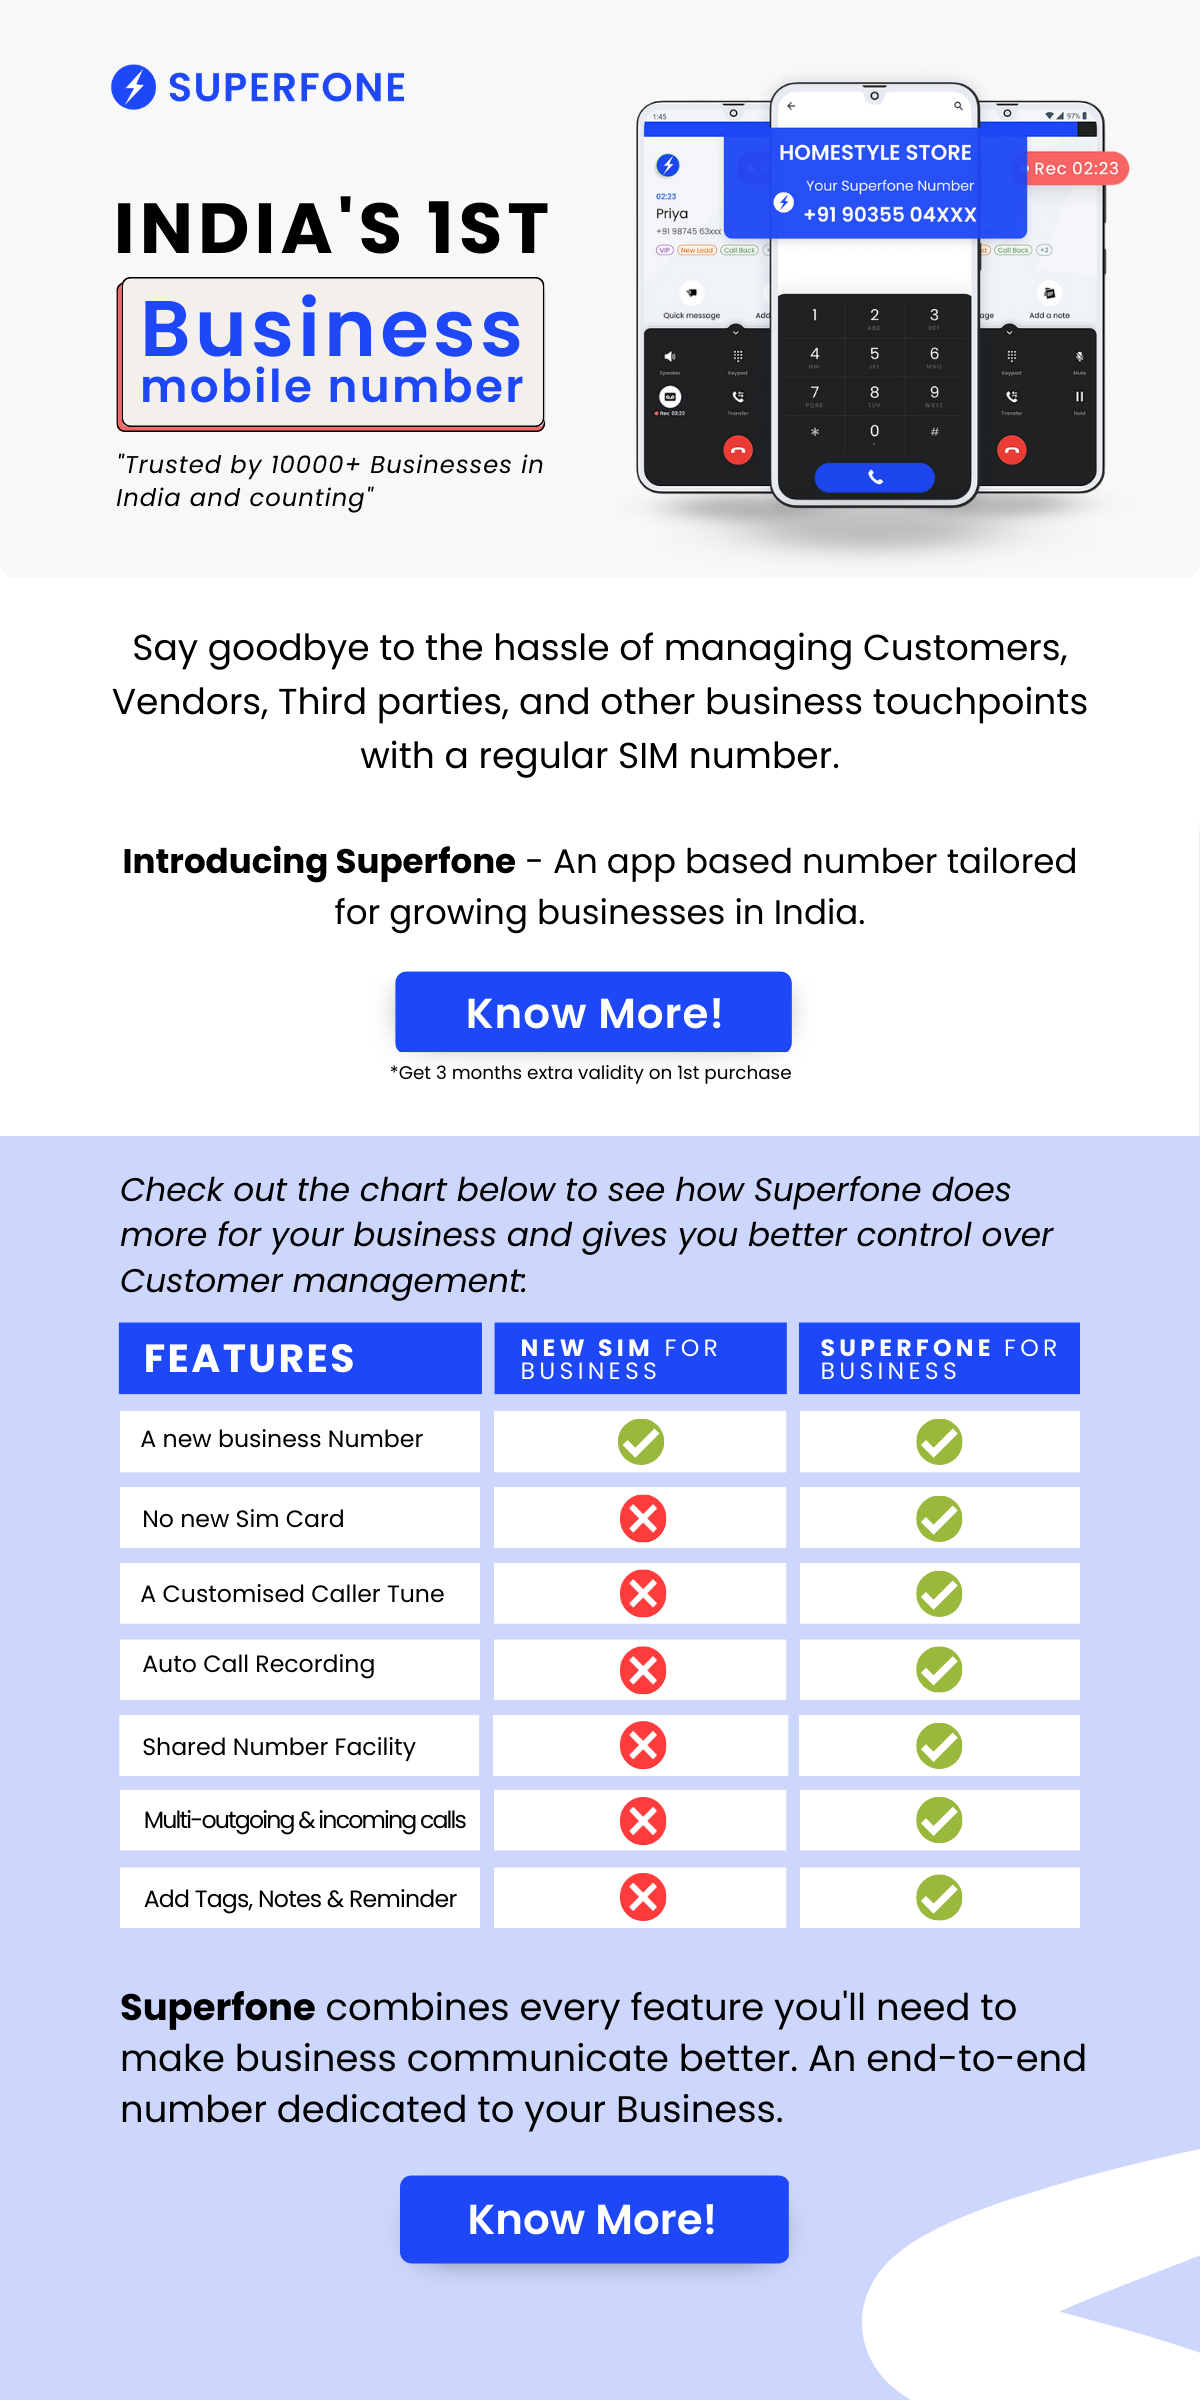 SUPERFONE
INDIA'S 1ST
Business
mobile number
"Trusted by 10000+ Businesses in
India and counting"
1:45
97%
02:23
Priya
+91 98745 63xxx
VIP
New Lead
Call Back
Quick message
Add
Speaker
Keypad
Rec 02:23
Transfer
HOMESTYLE STORE
Your Superfone Number
+91 90355 04XXX
1
2 ABC
3 DEF
4 GHI
5 JKL
6 MNO
7 PQRS
8 TUV
9 WXYZ
*
0
#
Rec 02:23
Call Back
+2
age
Add a note
Keypad
Mute
Transfer
Hold
Say goodbye to the hassle of managing Customers,
Vendors, Third parties, and other business touchpoints
with a regular SIM number.
Introducing Superfone - An app based number tailored
for growing businesses in India.
Know More!
*Get 3 months extra validity on 1st purchase
Check out the chart below to see how Superfone does
more for your business and gives you better control over
Customer management:
FEATURES
NEW SIM FOR
BUSINESS
SUPERFONE FOR
BUSINESS
A new business Number
No new Sim Card
A Customised Caller Tune
Auto Call Recording
Shared Number Facility
Multi-outgoing & incoming calls
Add Tags, Notes & Reminder
Superfone combines every feature you'll need to
make business communicate better. An end-to-end
number dedicated to your Business.
Know More!